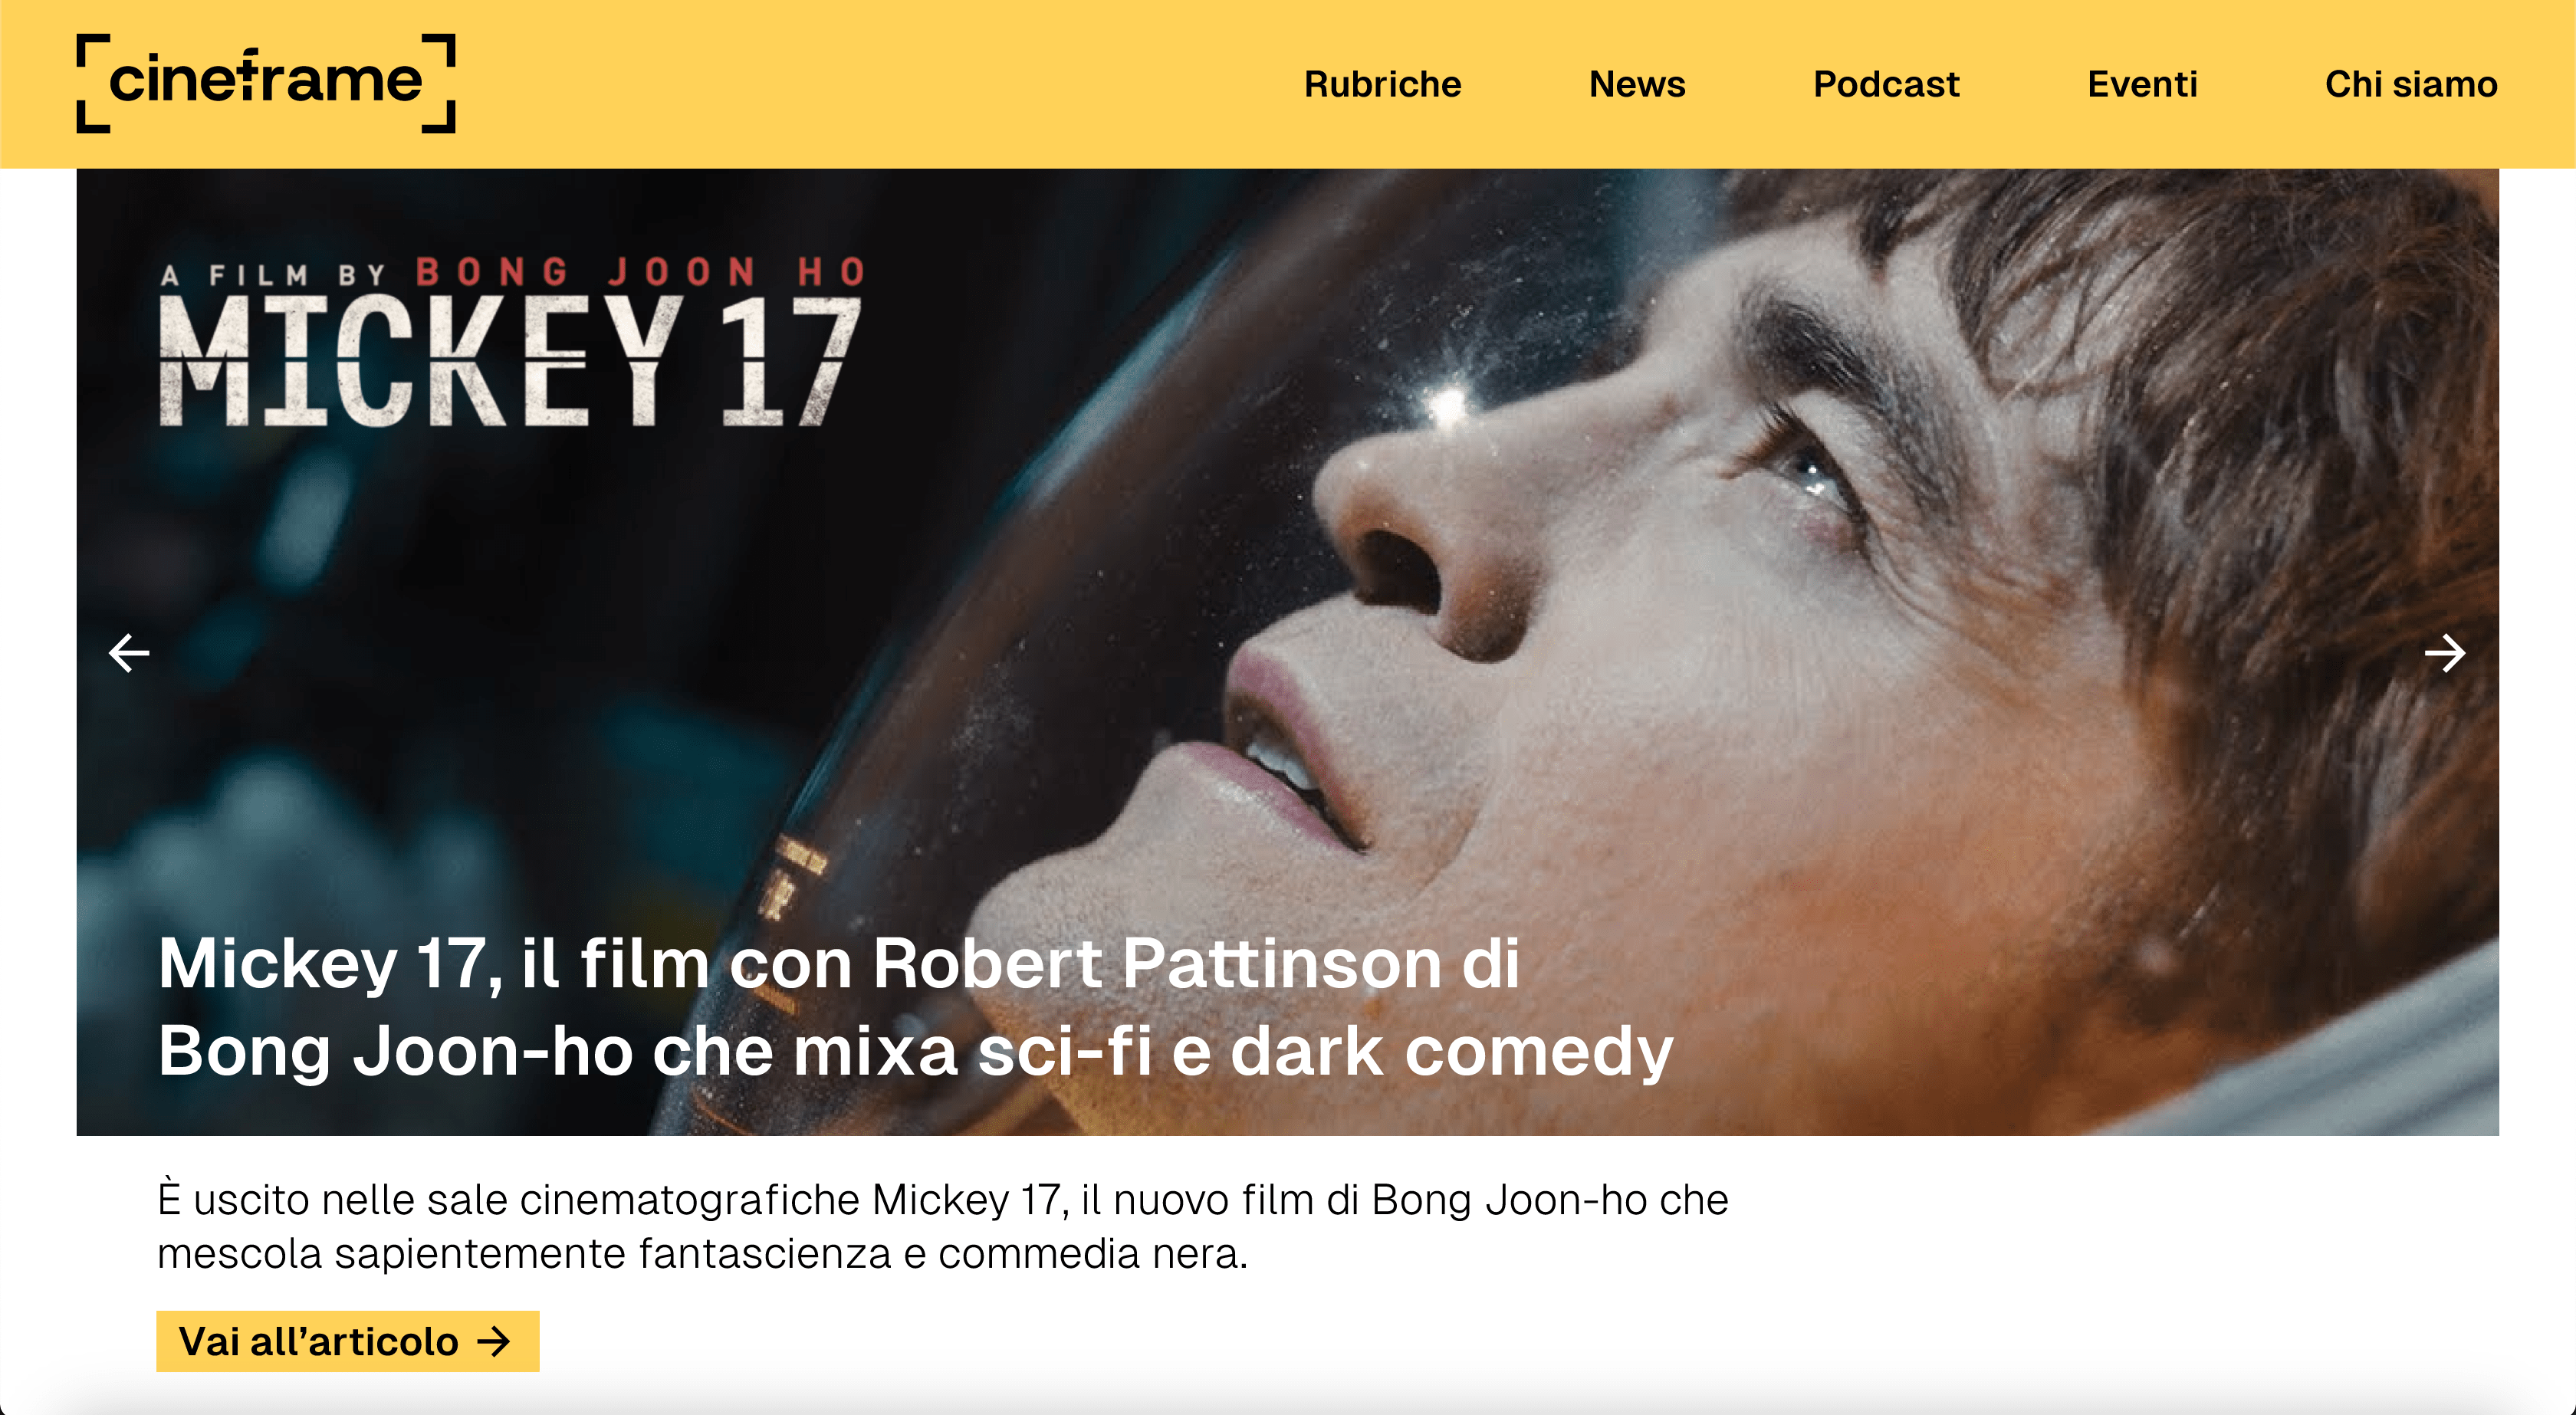 cineframe
Rubriche
News
Podcast
Eventi
Chi siamo
A FILM BY BONG JOON HO
MICKEY 17
Mickey 17, il film con Robert Pattinson di
Bong Joon-ho che mixa sci-fi e dark comedy
È uscito nelle sale cinematografiche Mickey 17, il nuovo film di Bong Joon-ho che
mescola sapientemente fantascienza e commedia nera.
Vai all’articolo →